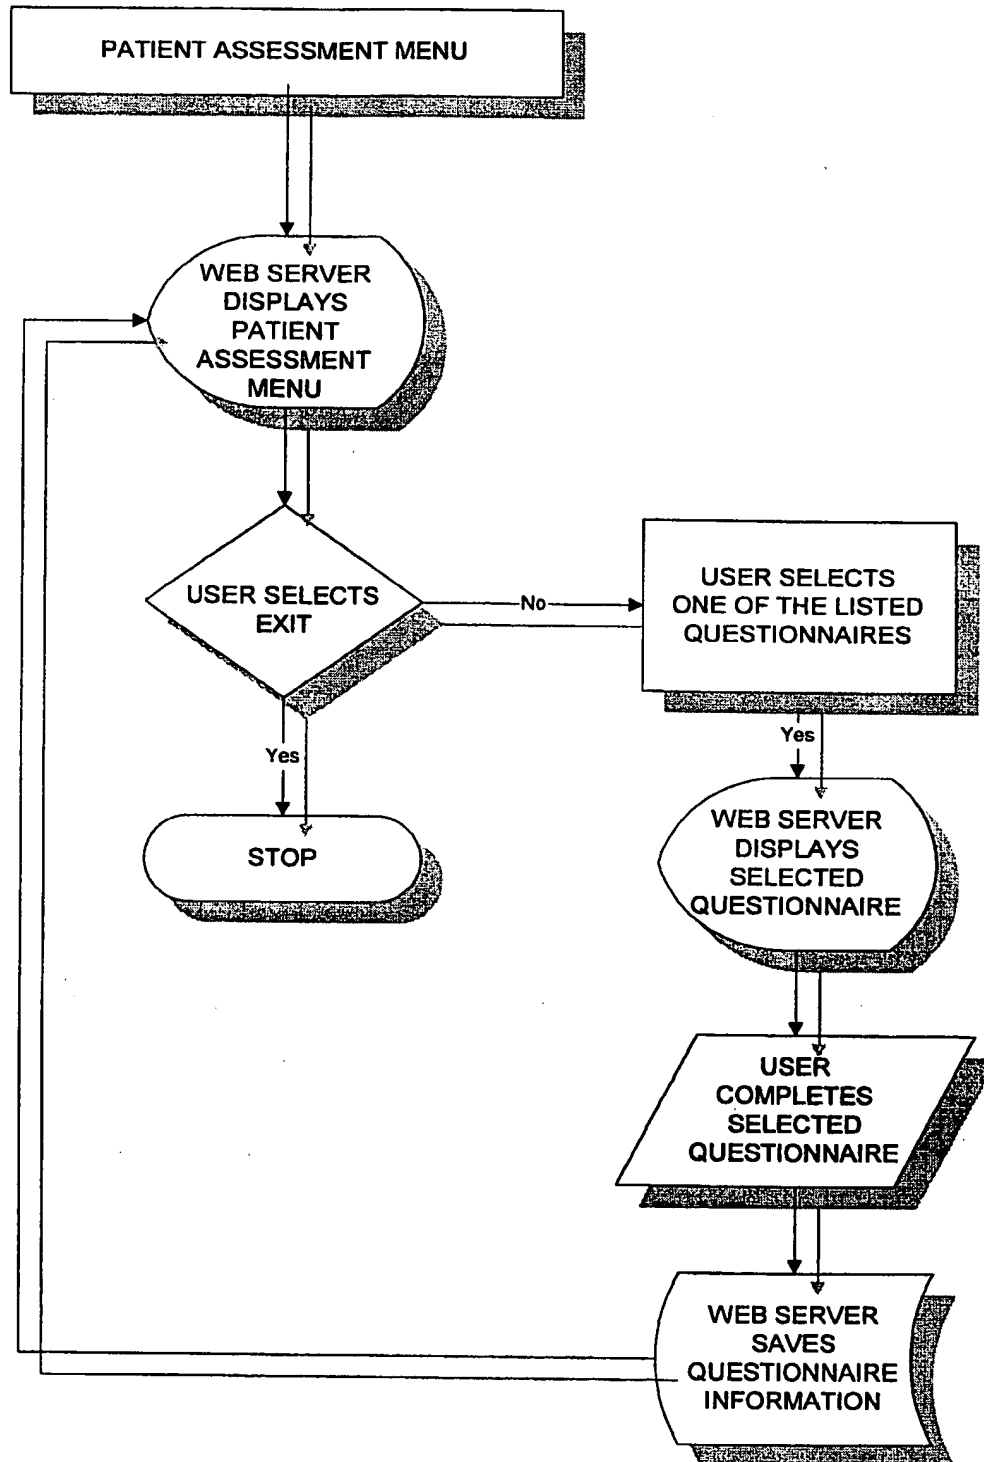 PATIENT ASSESSMENT MENU
WEB SERVER
DISPLAYS
PATIENT
ASSESSMENT
MENU
USER SELECTS
EXIT
No
USER SELECTS
ONE OF THE LISTED
QUESTIONNAIRES
Yes
STOP
Yes
WEB SERVER
DISPLAYS
SELECTED
QUESTIONNAIRE
USER
COMPLETES
SELECTED
QUESTIONNAIRE
WEB SERVER
SAVES
QUESTIONNAIRE
INFORMATION